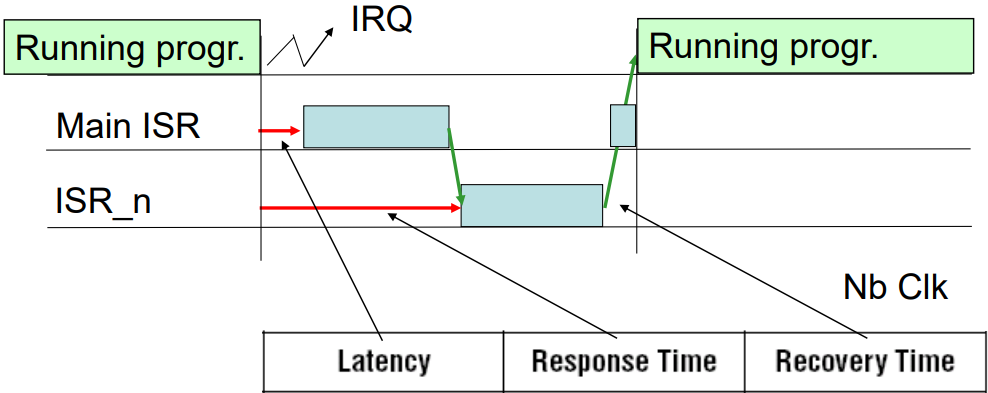 IRQ
Running progr.
Running progr.
Main ISR
ISR_n
Nb Clk
Latency
Response Time
Recovery Time